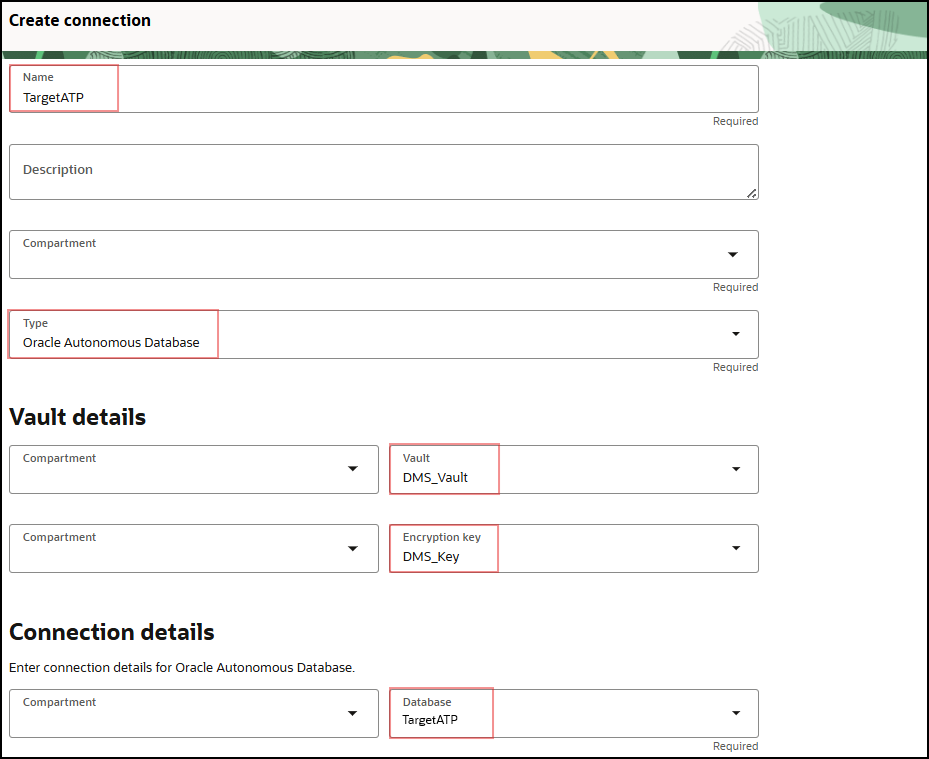 Create connection
Name
TargetATP
Required
Description
Compartment
Required
Type
Oracle Autonomous Database
Required
Vault details
Compartment
Vault
DMS_Vault
Compartment
Encryption key
DMS_Key
Connection details
Enter connection details for Oracle Autonomous Database.
Compartment
Database
TargetATP
Required